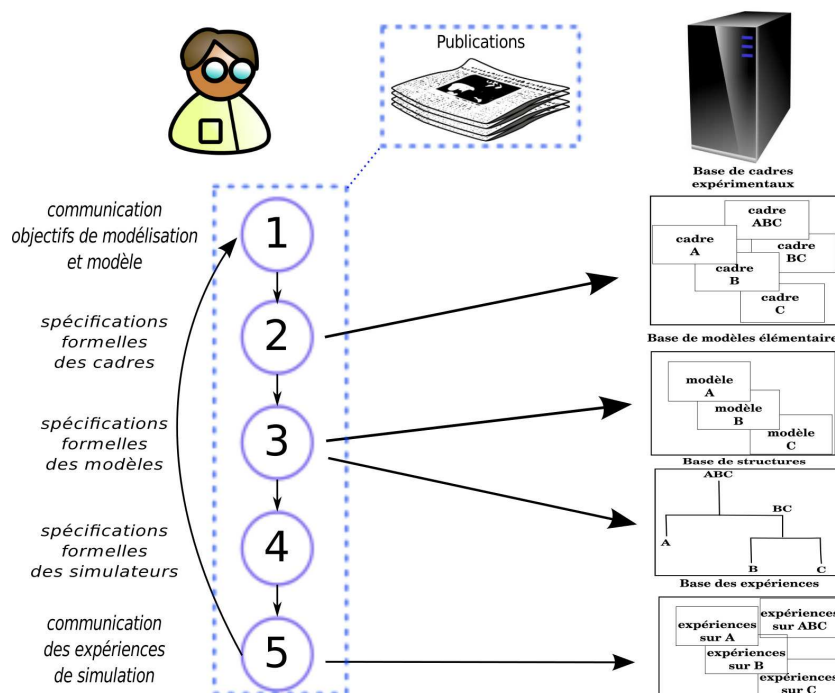 Publications
Base de cadres
expérimentaux
communication
objectifs de modélisation
et modèle
1
cadre
ABC
cadre
A
cadre
BC
cadre
B
cadre
C
spécifications
formelles
des cadres
2
Base de modèles élémentaire
modèle
A
modèle
B
modèle
C
spécifications
formelles
des modèles
3
Base de structures
ABC
BC
A
B
C
spécifications
formelles
des simulateurs
4
Base des expériences
communication
des expériences
de simulation
5
expériences
sur ABC
expériences
sur A
expériences
sur B
expériences
sur C